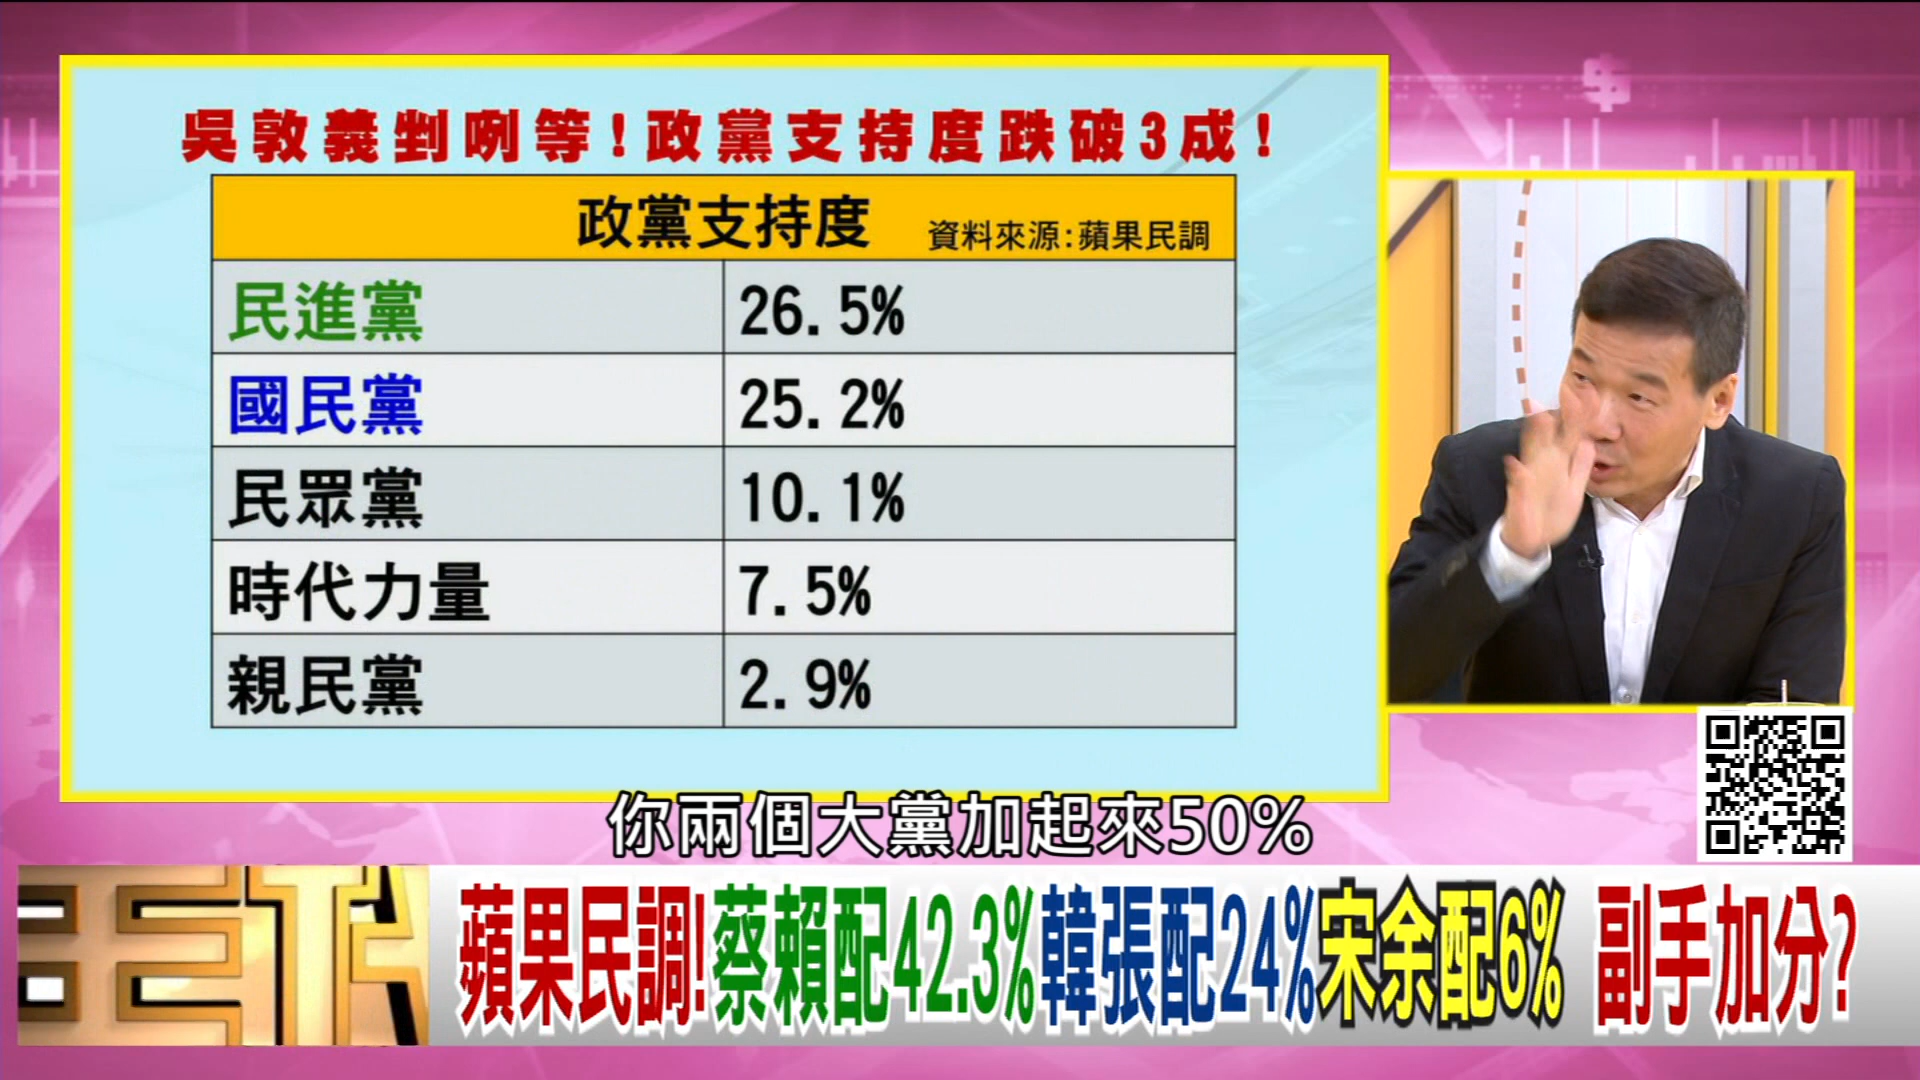 吳敦義剉咧等!政黨支持度跌破3成!
政黨支持度 資料來源:蘋果民調
民進黨 26.5%
國民黨 25.2%
民眾黨 10.1%
時代力量 7.5%
親民黨 2.9%
你兩個大黨加起來50%
蘋果民調!蔡賴配42.3%韓張配24%宋余配6% 副手加分?